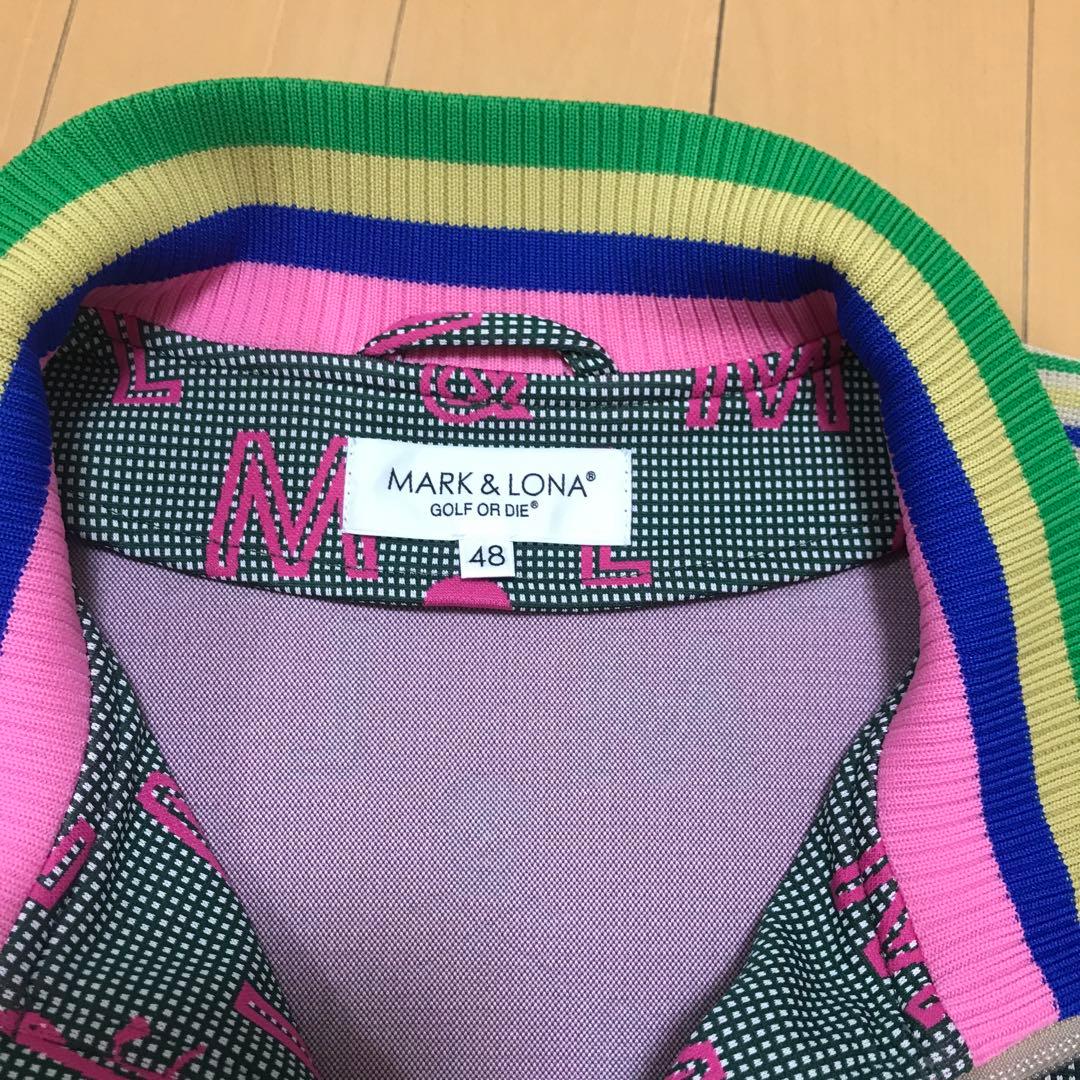 L & M
MARK & LONA®
GOLF OR DIE®
48
M L
M